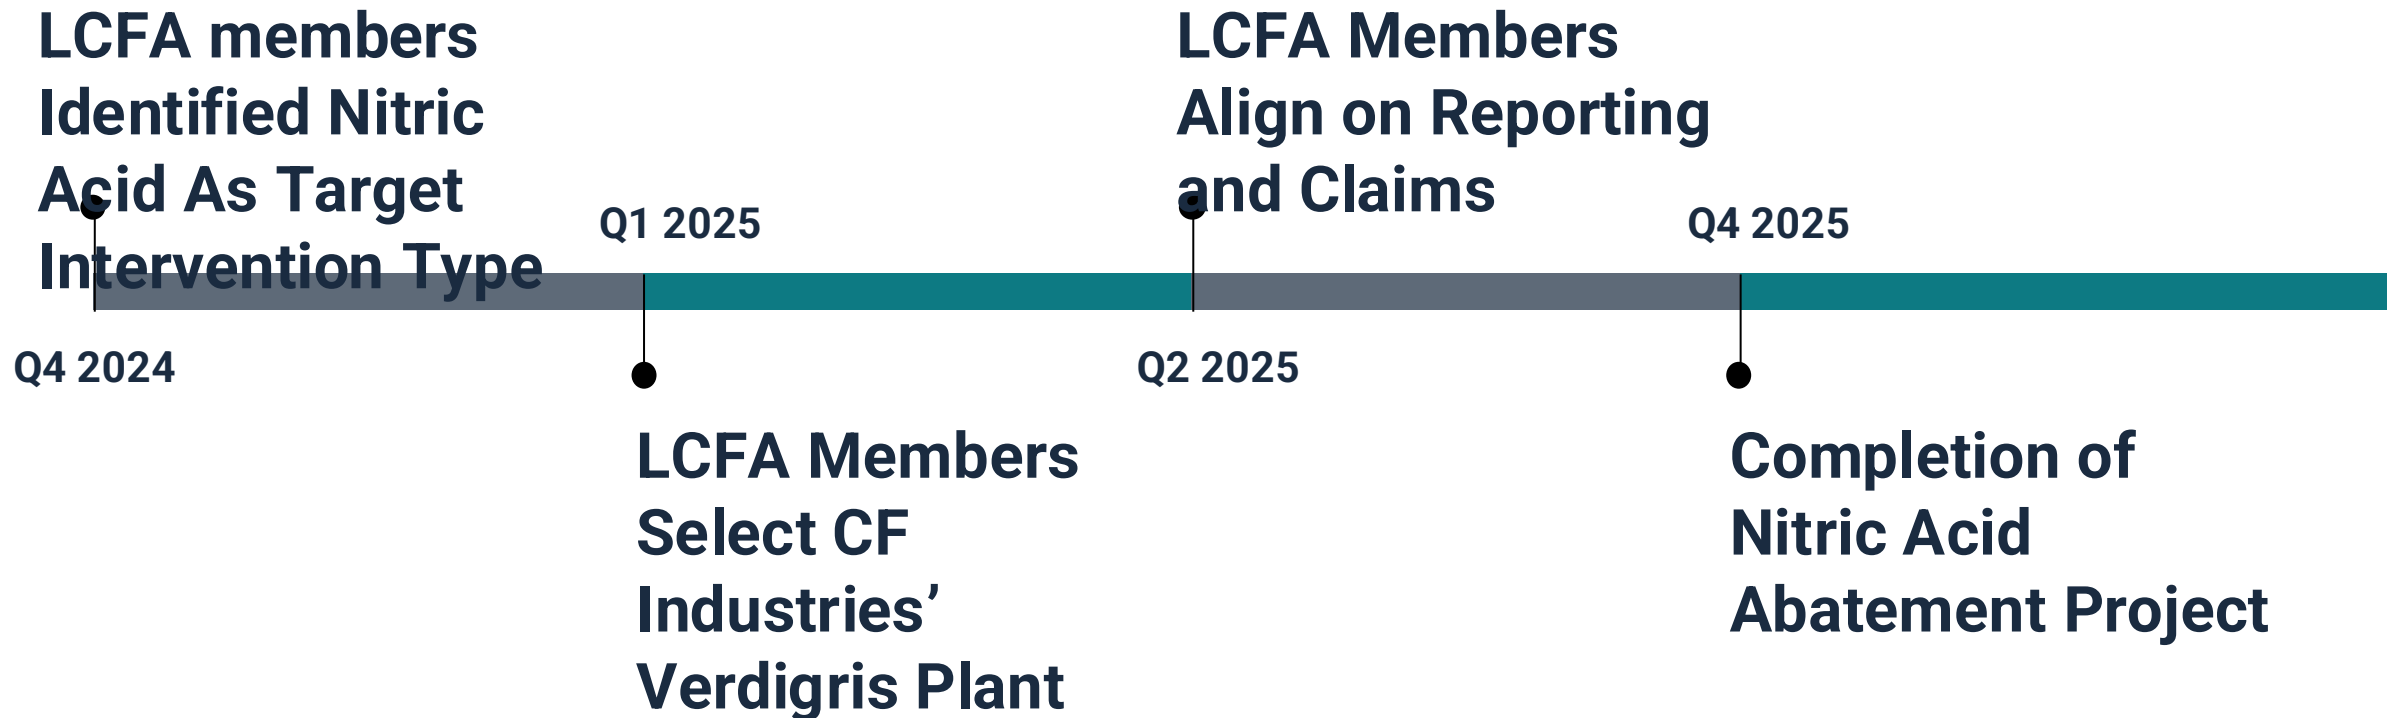 LCFA members
Identified Nitric
Acid As Target
Intervention Type
Q4 2024
Q1 2025
LCFA Members
Select CF
Industries’
Verdigris Plant
LCFA Members
Align on Reporting
and Claims
Q2 2025
Q4 2025
Completion of
Nitric Acid
Abatement Project